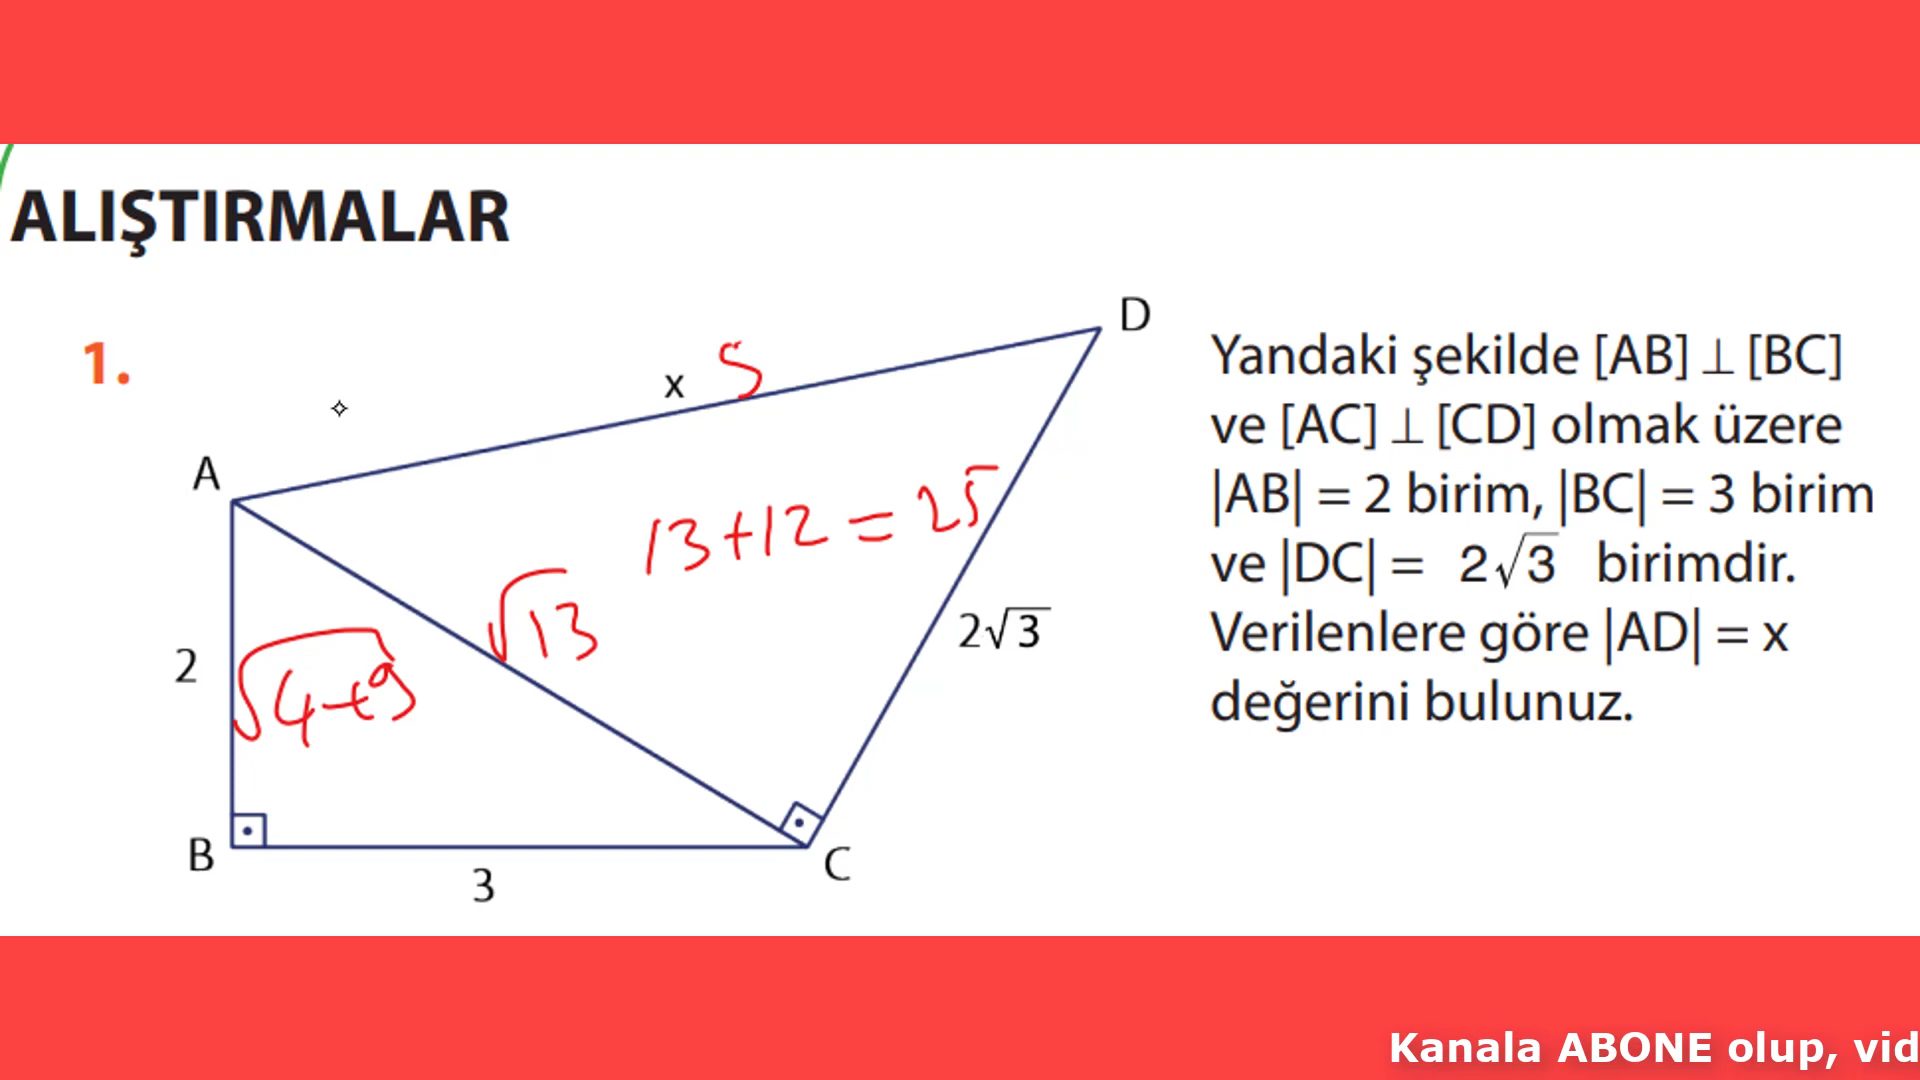 ALIŞTIRMALAR
1.
D
x 5
A
13+12=25
√13
2
√4+9
2√3
B
C
3
Yandaki şekilde [AB] ⊥ [BC]
ve [AC] ⊥ [CD] olmak üzere
|AB| = 2 birim, |BC| = 3 birim
ve |DC| = 2√3 birimdir.
Verilenlere göre |AD| = x
değerini bulunuz.
Kanala ABONE olup, vid